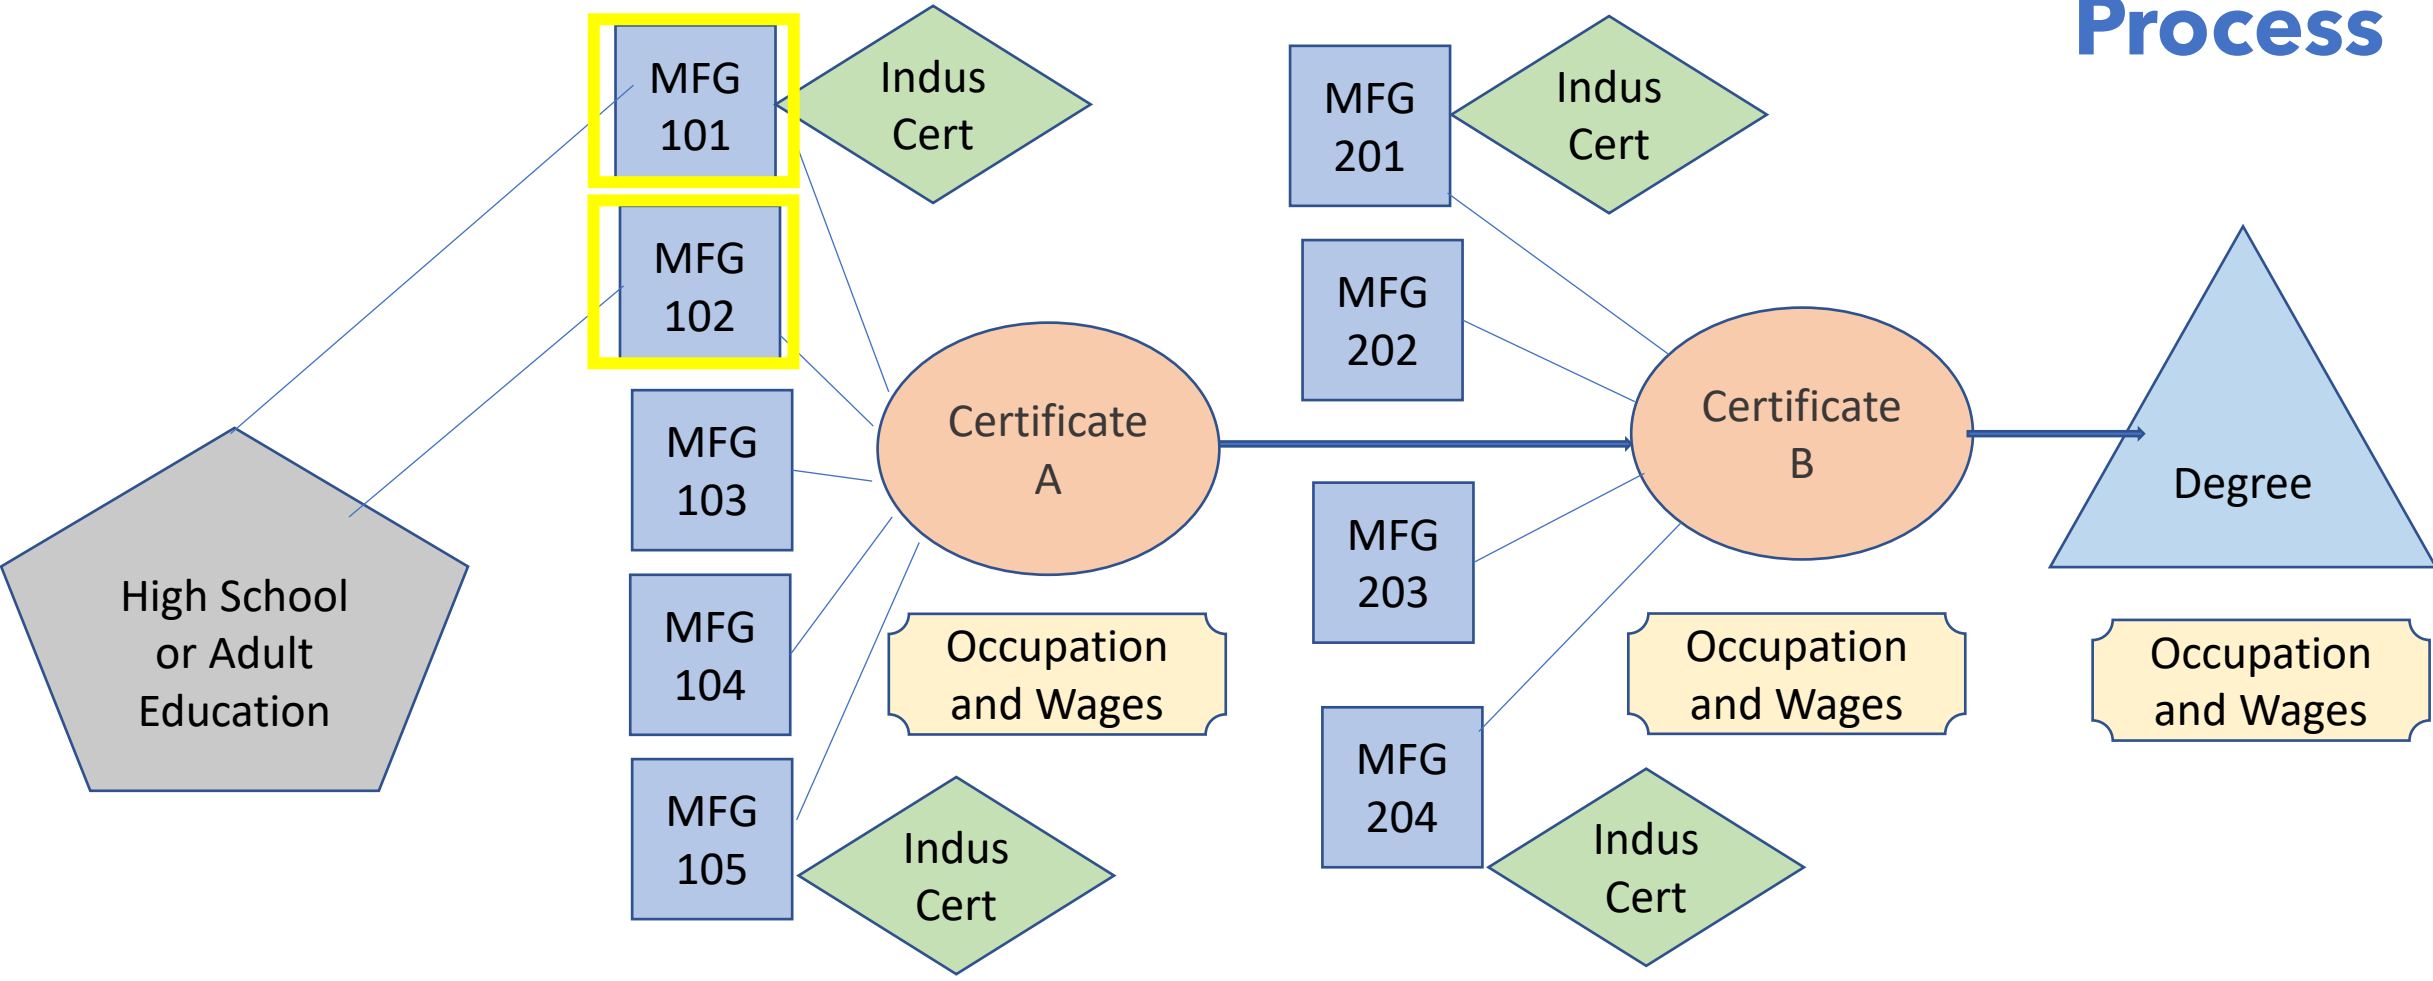 Process
MFG
101
Indus
Cert
MFG
201
Indus
Cert
MFG
102
MFG
202
MFG
103
Certificate
A
Certificate
B
Degree
MFG
203
High School
or Adult
Education
MFG
104
Occupation
and Wages
Occupation
and Wages
Occupation
and Wages
MFG
105
Indus
Cert
MFG
204
Indus
Cert